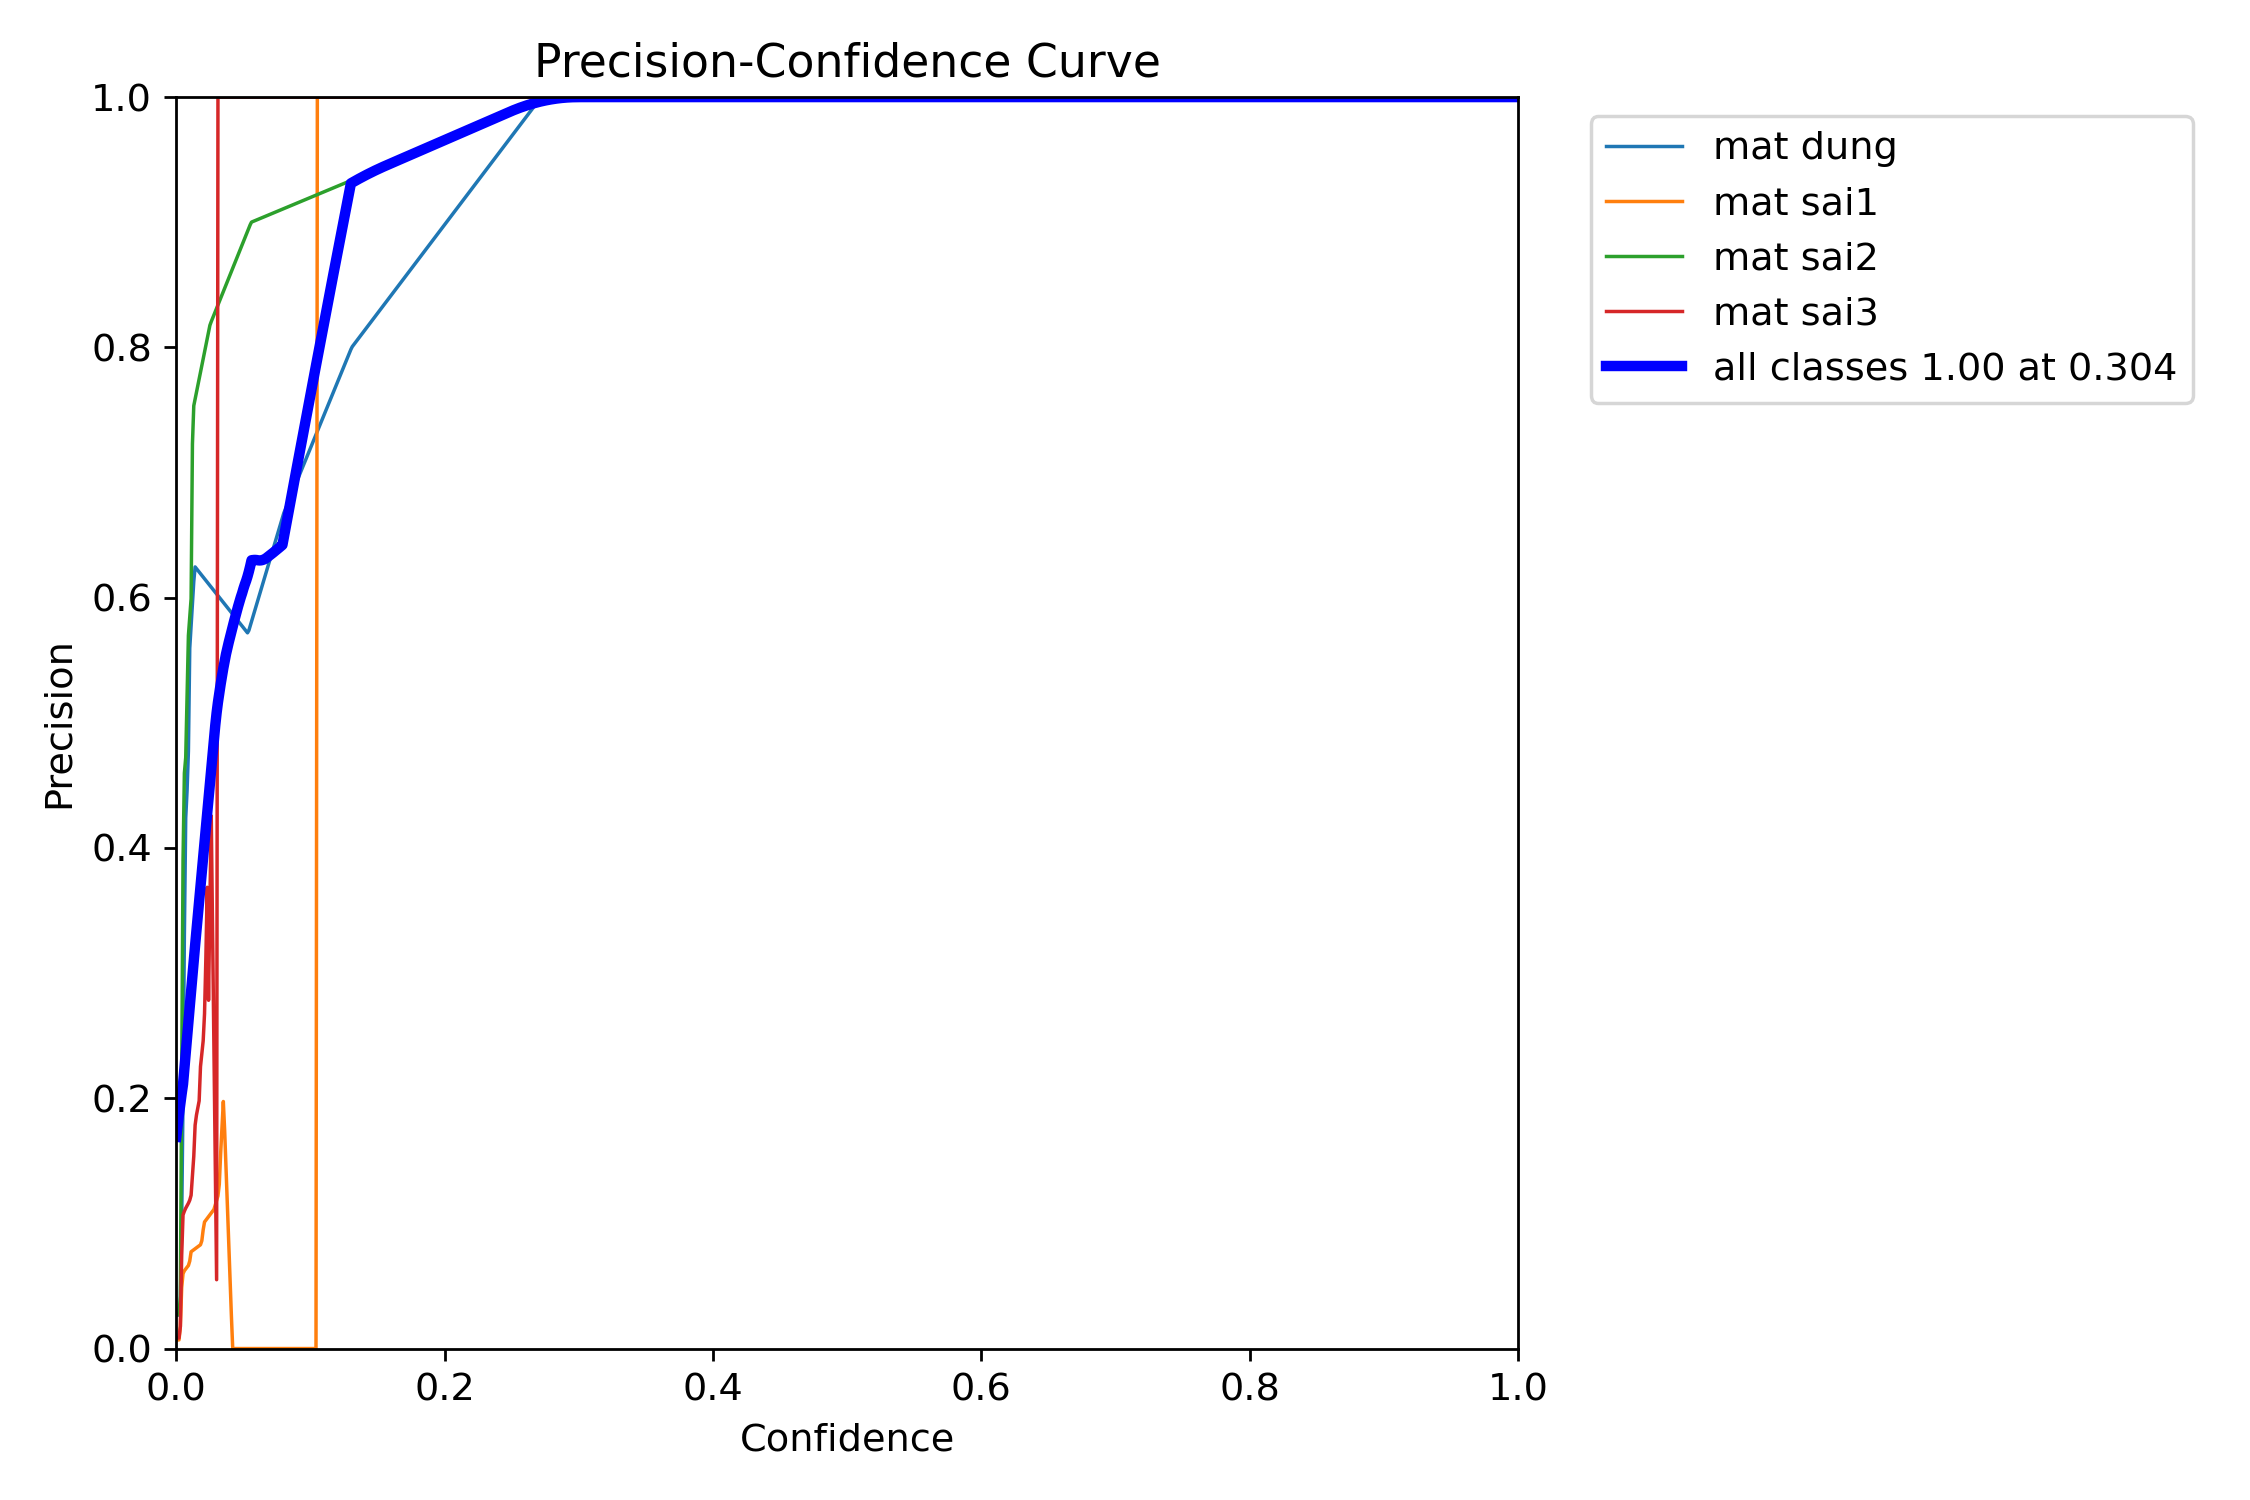 Precision-Confidence Curve
1.0
0.8
0.6
0.4
0.2
0.0
Precision
0.0 0.2 0.4 0.6 0.8 1.0
Confidence
mat dung
mat sai1
mat sai2
mat sai3
all classes 1.00 at 0.304